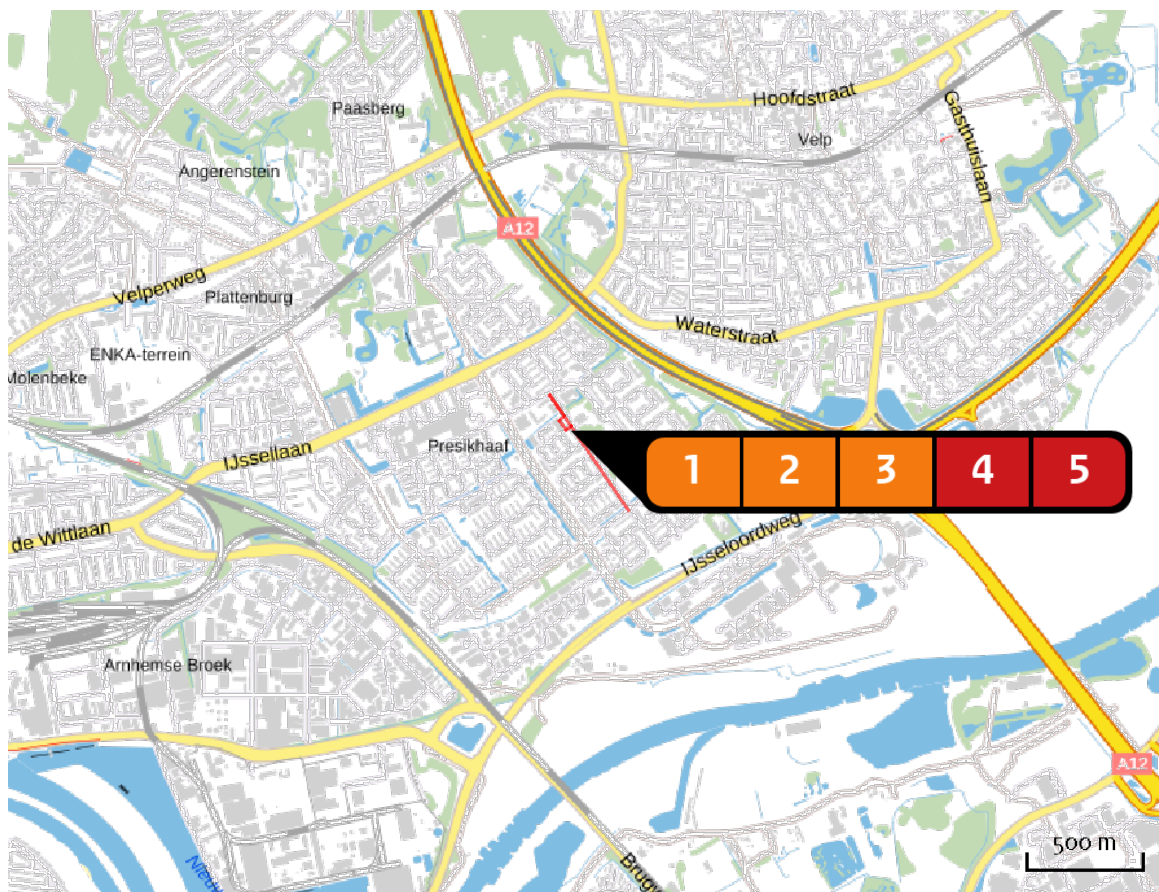 Paasberg
Hoofdstraat
Velp
Gasthuislaan
Angerenstein
A12
Velperweg
Plattenburg
Waterstraat
ENKA-terrein
Molenbeke
Presikhaaf
IJssellaan
1 2 3 4 5
de Wittlaan
IJsseloordweg
Arnhemse Broek
A12
500 m